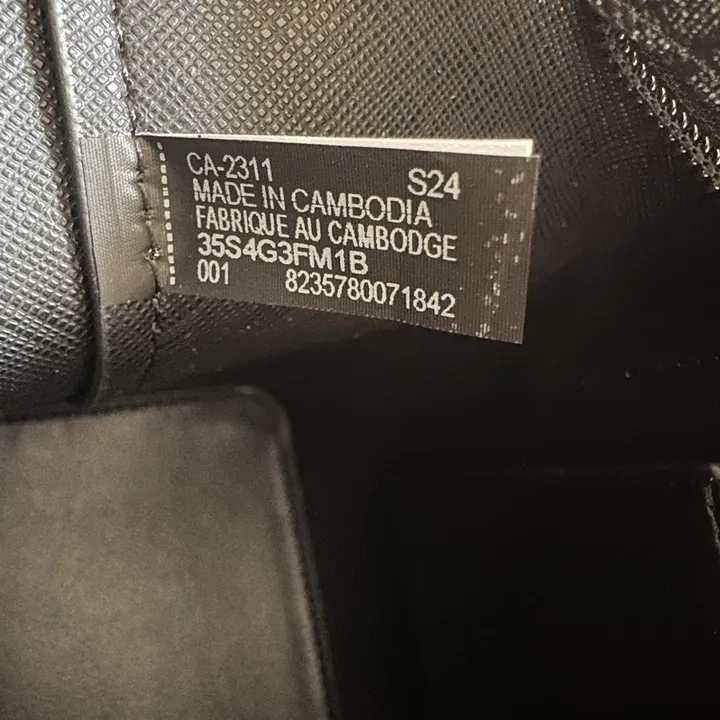 CA-2311 S24
MADE IN CAMBODIA
FABRIQUE AU CAMBODGE
35S4G3FM1B
001 8235780071842